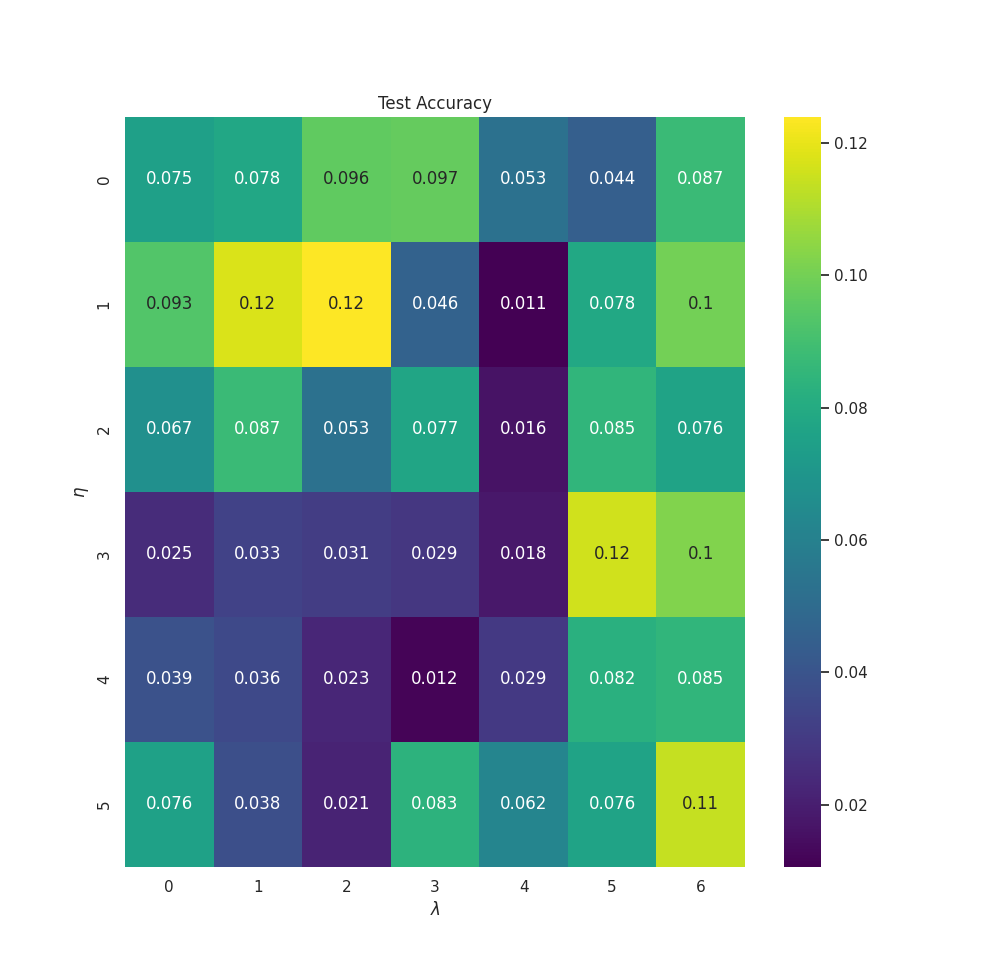 Test Accuracy
0 0.075 0.078 0.096 0.097 0.053 0.044 0.087
1 0.093 0.12 0.12 0.046 0.011 0.078 0.1
2 0.067 0.087 0.053 0.077 0.016 0.085 0.076
η
3 0.025 0.033 0.031 0.029 0.018 0.12 0.1
4 0.039 0.036 0.023 0.012 0.029 0.082 0.085
5 0.076 0.038 0.021 0.083 0.062 0.076 0.11
0 1 2 3 4 5 6
λ
0.12
0.10
0.08
0.06
0.04
0.02